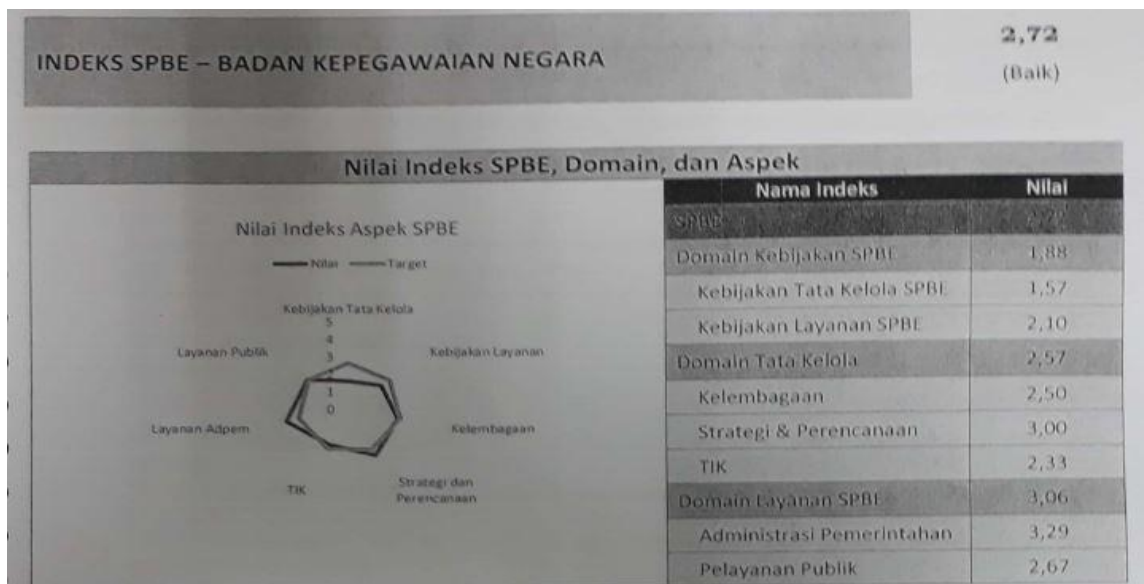 2,72
INDEKS SPBE – BADAN KEPEGAWAIAN NEGARA
(Baik)
Nilai Indeks SPBE, Domain, dan Aspek
Nilai Indeks Aspek SPBE
Nilai Target
Kebijakan Tata Kelola
5
4
3
1
0
Layanan Publik
Kebijakan Layanan
Layanan Adpem
Kelembagaan
TIK
Strategi dan
Perencanaan
Nama Indeks Nilai
SPBE
Domain Kebijakan SPBE 1,88
Kebijakan Tata Kelola SPBE 1,57
Kebijakan Layanan SPBE 2,10
Domain Tata Kelola 2,57
Kelembagaan 2,50
Strategi & Perencanaan 3,00
TIK 2,33
Domain Layanan SPBE 3,06
Administrasi Pemerintahan 3,29
Pelayanan Publik 2,67